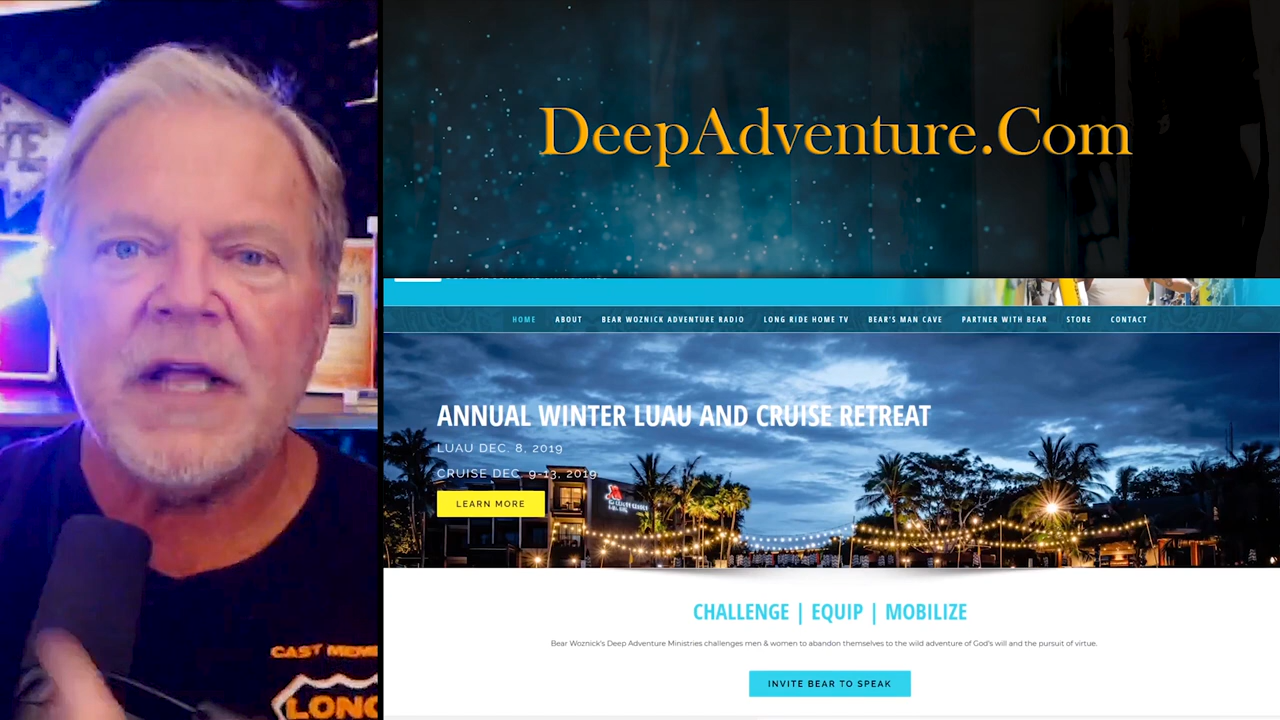 DeepAdventure.Com
HOME ABOUT BEAR WOZNICK ADVENTURE RADIO LONG RIDE HOME TV BEAR'S MAN CAVE PARTNER WITH BEAR STORE CONTACT
ANNUAL WINTER LUAU AND CRUISE RETREAT
LUAU DEC. 8, 2019
CRUISE DEC. 9-13, 2019
LEARN MORE
CHALLENGE | EQUIP | MOBILIZE
Bear Woznick's Deep Adventure Ministries challenges men & women to abandon themselves to the wild adventure of God's will and the pursuit of virtue.
INVITE BEAR TO SPEAK
CAST MEM
LONG